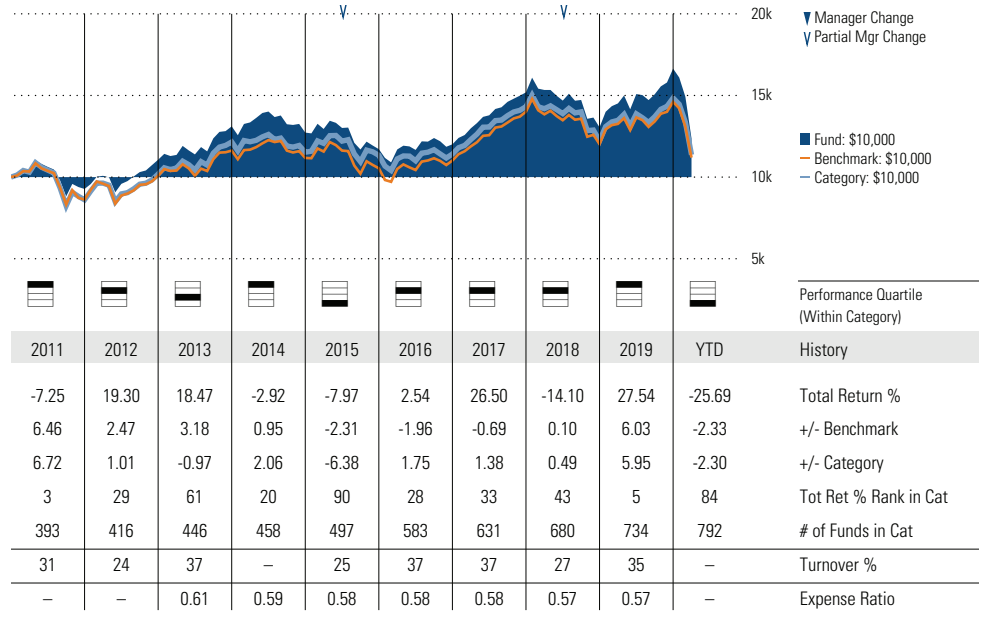 20k
Manager Change
Partial Mgr Change
15k
Fund: $10,000
Benchmark: $10,000
Category: $10,000
10k
5k
Performance Quartile
(Within Category)
2011 2012 2013 2014 2015 2016 2017 2018 2019 YTD History
-7.25 19.30 18.47 -2.92 -7.97 2.54 26.50 -14.10 27.54 -25.69 Total Return %
6.46 2.47 3.18 0.95 -2.31 -1.96 -0.69 0.10 6.03 -2.33 +/- Benchmark
6.72 1.01 -0.97 2.06 -6.38 1.75 1.38 0.49 5.95 -2.30 +/- Category
3 29 61 20 90 28 33 43 5 84 Tot Ret % Rank in Cat
393 416 446 458 497 583 631 680 734 792 # of Funds in Cat
31 24 37 – 25 37 37 27 35 – Turnover %
– – 0.61 0.59 0.58 0.58 0.58 0.57 0.57 – Expense Ratio